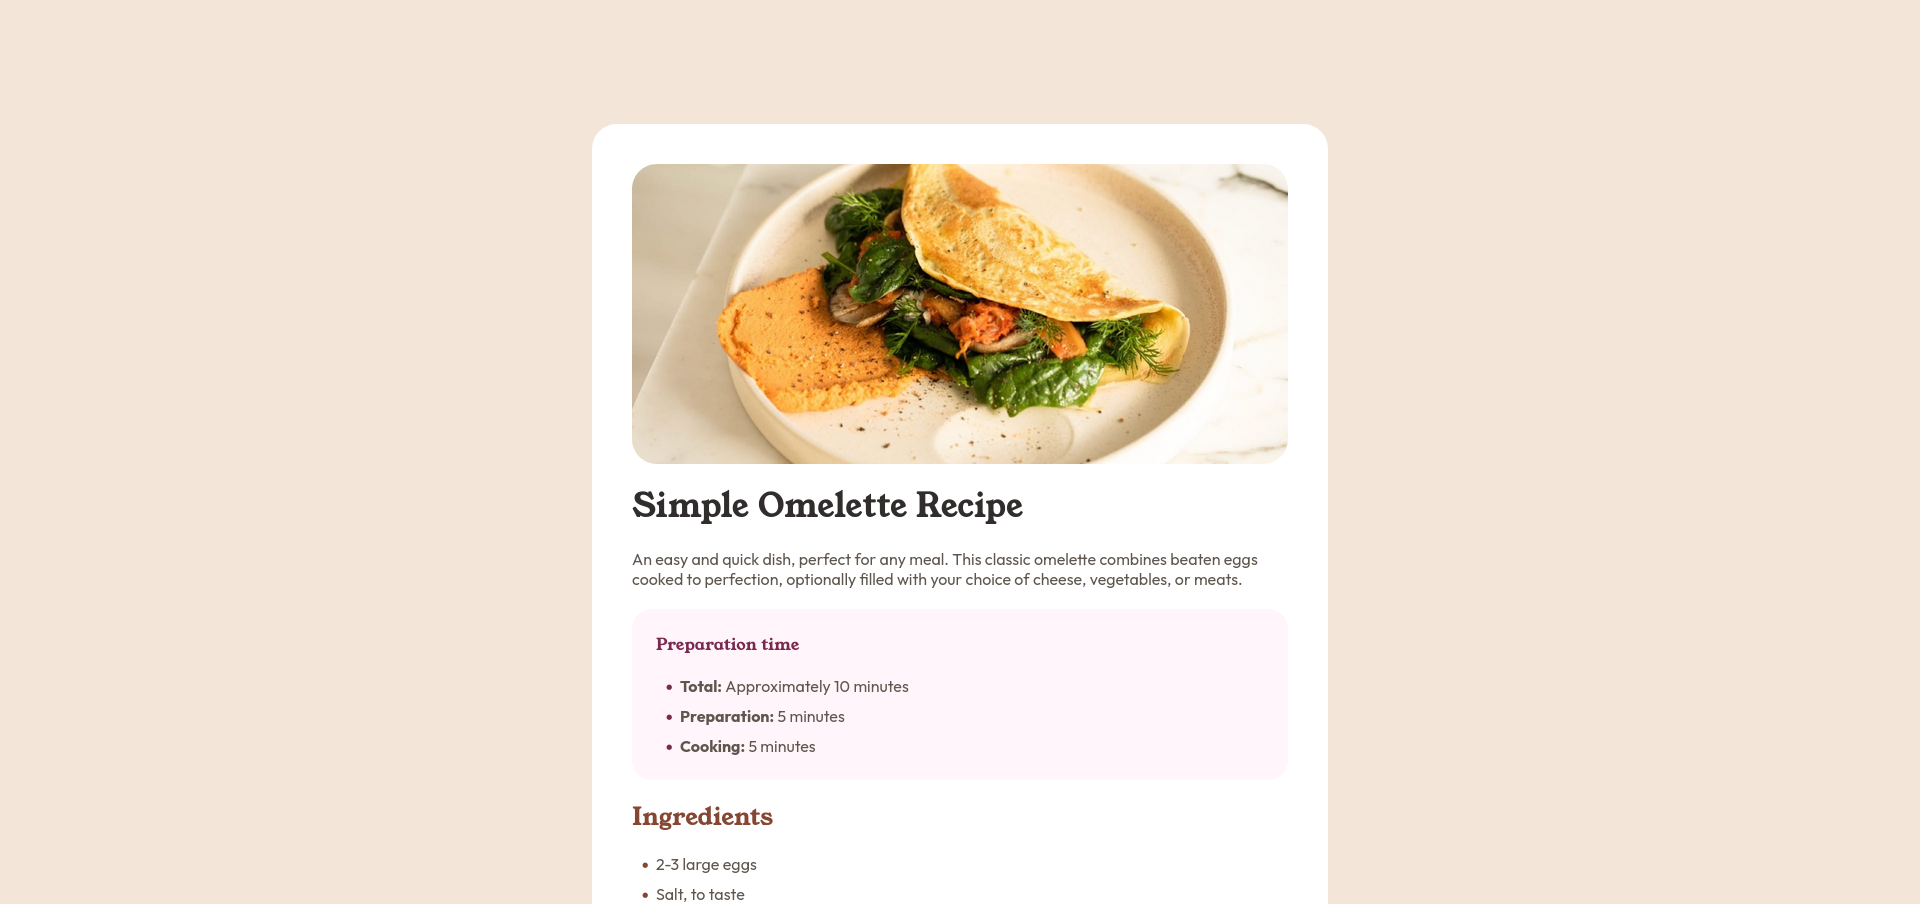 Simple Omelette Recipe
An easy and quick dish, perfect for any meal. This classic omelette combines beaten eggs
cooked to perfection, optionally filled with your choice of cheese, vegetables, or meats.
Preparation time
• Total: Approximately 10 minutes
• Preparation: 5 minutes
• Cooking: 5 minutes
Ingredients
• 2-3 large eggs
• Salt, to taste